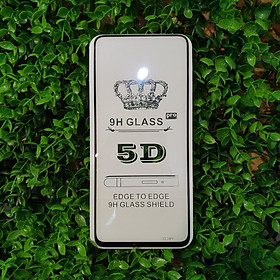 9H GLASS pro
5D
EDGE TO EDGE
9H GLASS SHIELD